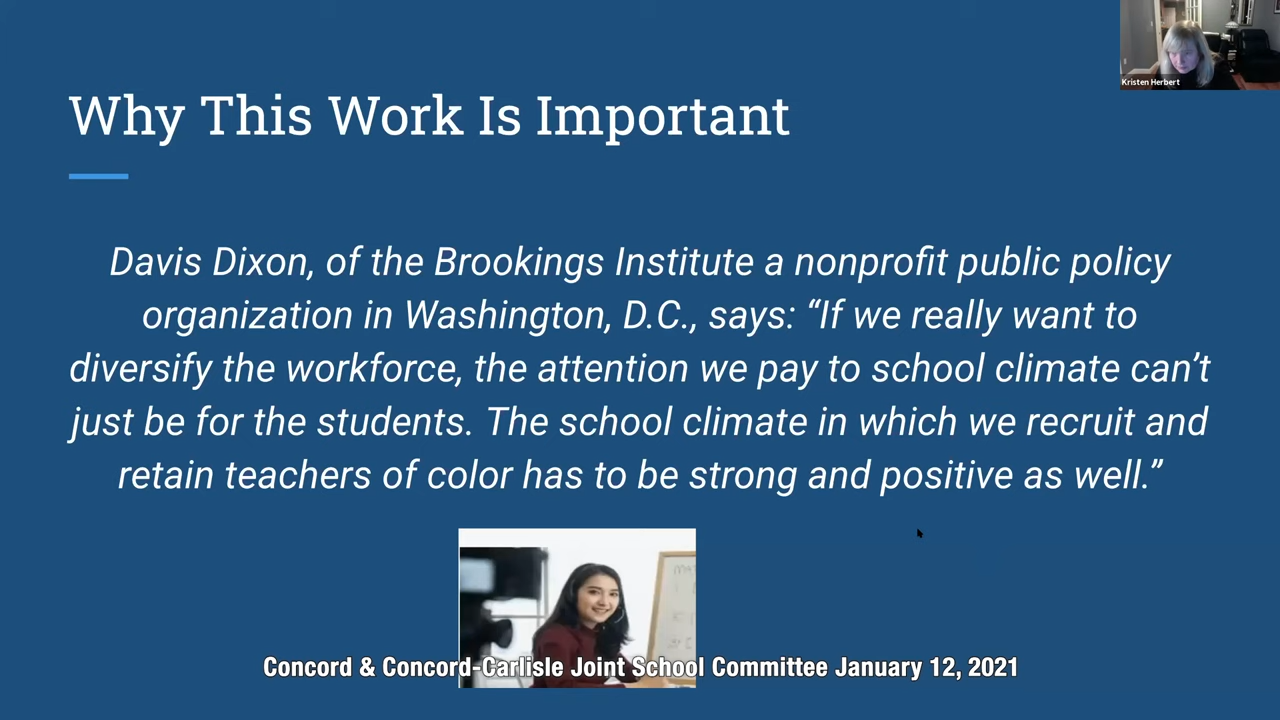 Kristen Herbert
Why This Work Is Important
Davis Dixon, of the Brookings Institute a nonprofit public policy
organization in Washington, D.C., says: “If we really want to
diversify the workforce, the attention we pay to school climate can’t
just be for the students. The school climate in which we recruit and
retain teachers of color has to be strong and positive as well.”
Concord & Concord-Carlisle Joint School Committee January 12, 2021